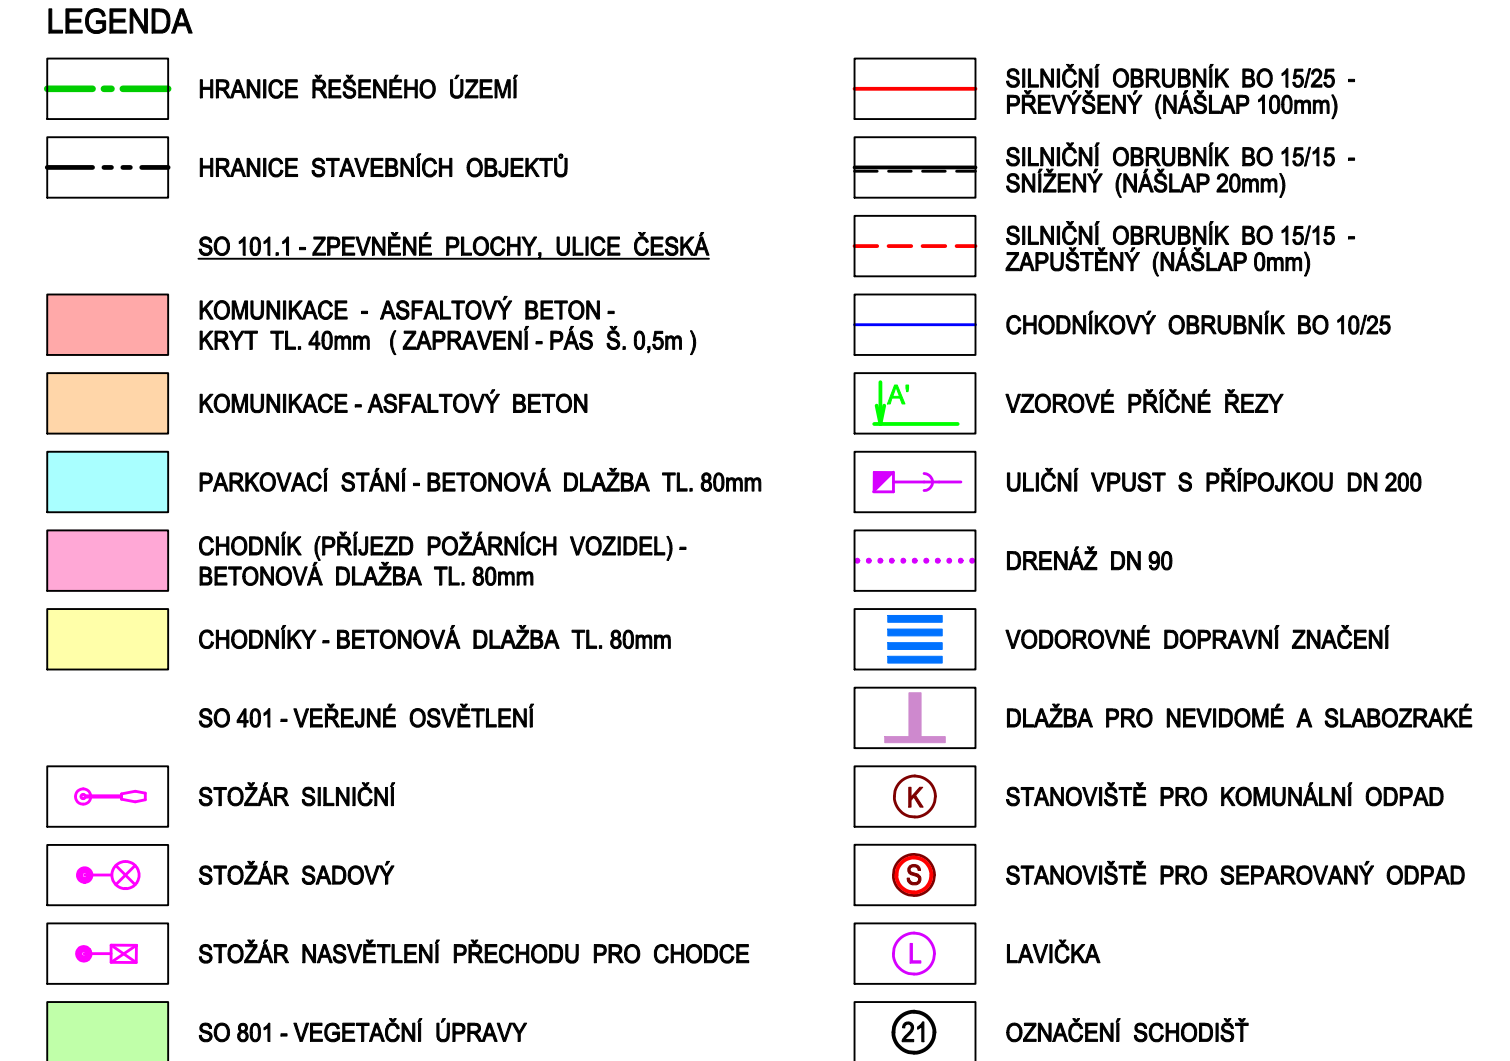 LEGENDA
HRANICE ŘEŠENÉHO ÚZEMÍ
HRANICE STAVEBNÍCH OBJEKTŮ
SO 101.1 - ZPEVNĚNÉ PLOCHY, ULICE ČESKÁ
KOMUNIKACE - ASFALTOVÝ BETON -
KRYT TL. 40mm ( ZAPRAVENÍ - PÁS Š. 0,5m )
KOMUNIKACE - ASFALTOVÝ BETON
PARKOVACÍ STÁNÍ - BETONOVÁ DLAŽBA TL. 80mm
CHODNÍK (PŘÍJEZD POŽÁRNÍCH VOZIDEL) -
BETONOVÁ DLAŽBA TL. 80mm
CHODNÍKY - BETONOVÁ DLAŽBA TL. 80mm
SO 401 - VEŘEJNÉ OSVĚTLENÍ
STOŽÁR SILNIČNÍ
STOŽÁR SADOVÝ
STOŽÁR NASVĚTLENÍ PŘECHODU PRO CHODCE
SO 801 - VEGETAČNÍ ÚPRAVY
SILNIČNÍ OBRUBNÍK BO 15/25 -
PŘEVÝŠENÝ (NÁŠLAP 100mm)
SILNIČNÍ OBRUBNÍK BO 15/15 -
SNÍŽENÝ (NÁŠLAP 20mm)
SILNIČNÍ OBRUBNÍK BO 15/15 -
ZAPUŠTĚNÝ (NÁŠLAP 0mm)
CHODNÍKOVÝ OBRUBNÍK BO 10/25
A' VZOROVÉ PŘÍČNÉ ŘEZY
ULIČNÍ VPUST S PŘÍPOJKOU DN 200
DRENÁŽ DN 90
VODOROVNÉ DOPRAVNÍ ZNAČENÍ
DLAŽBA PRO NEVIDOMÉ A SLABOZRAKÉ
K STANOVIŠTĚ PRO KOMUNÁLNÍ ODPAD
S STANOVIŠTĚ PRO SEPAROVANÝ ODPAD
L LAVIČKA
21 OZNAČENÍ SCHODIŠŤ